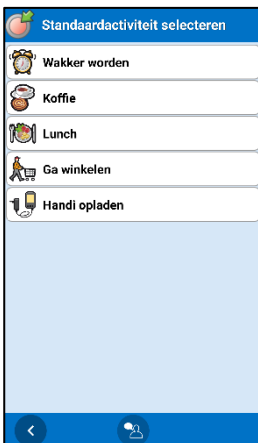 Standaardactiviteit selecteren
Wakker worden
Koffie
Lunch
Ga winkelen
Handi opladen